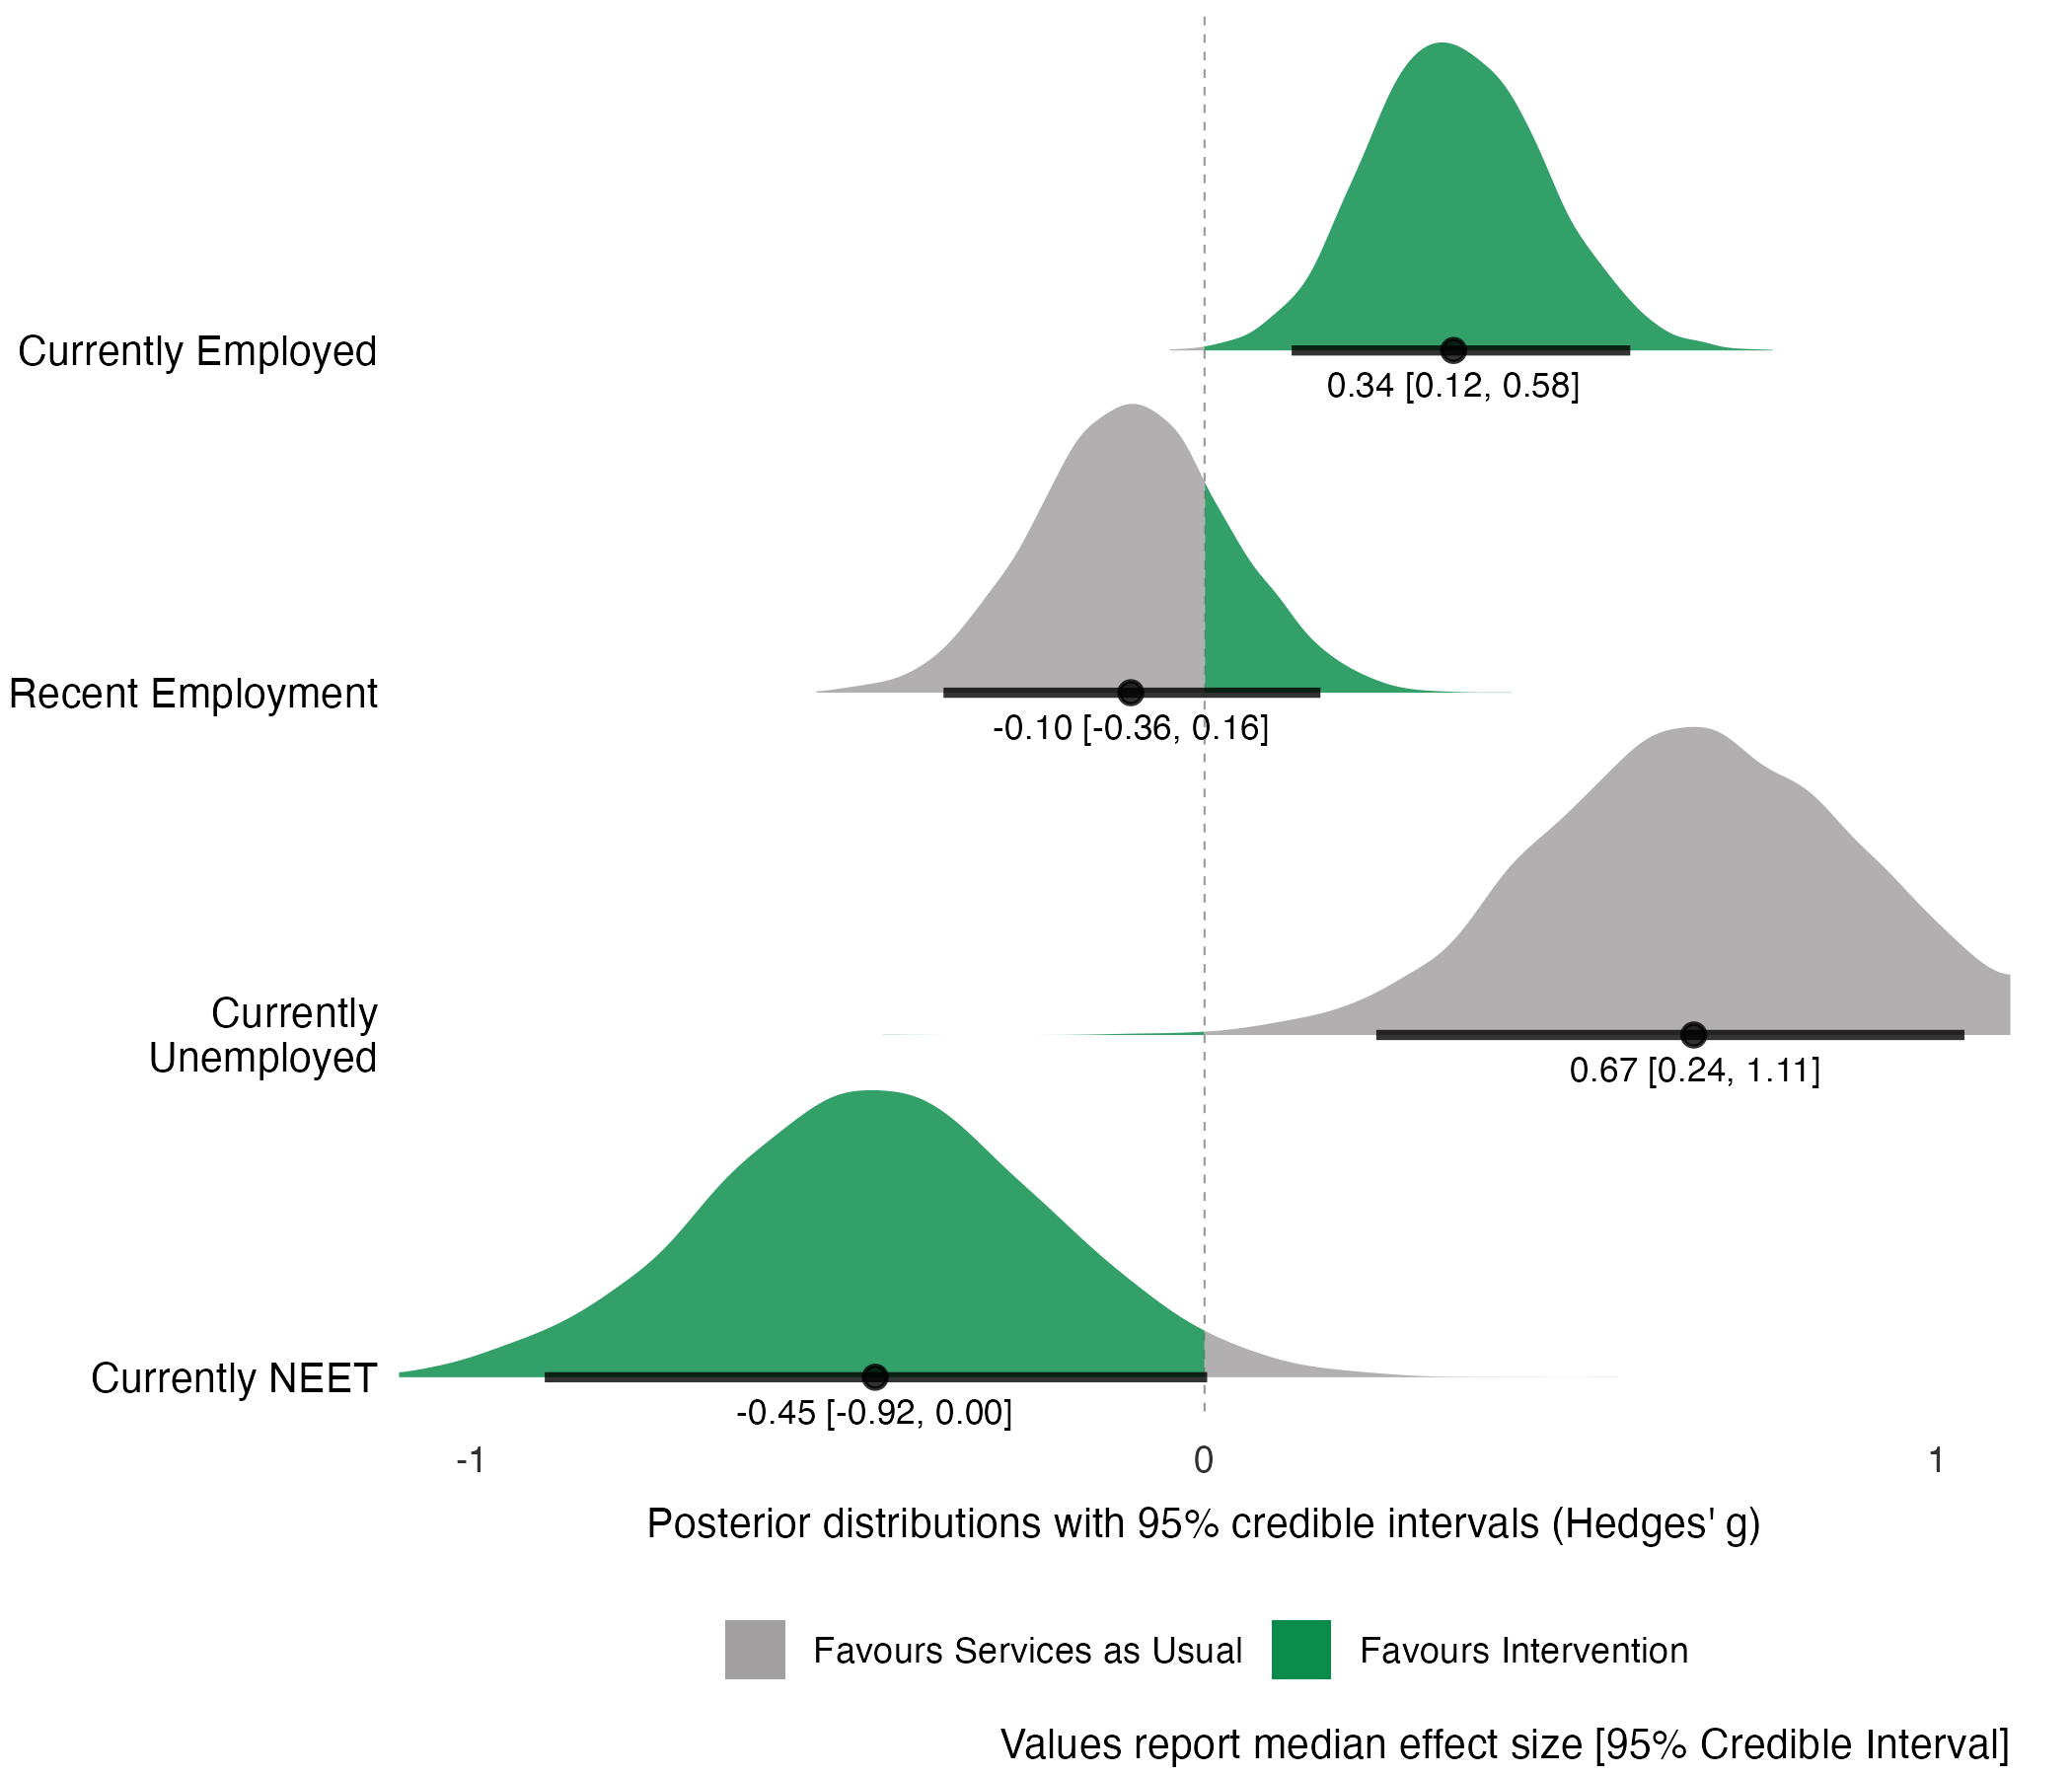 Currently Employed
0.34 [0.12, 0.58]
Recent Employment
-0.10 [-0.36, 0.16]
Currently
Unemployed
0.67 [0.24, 1.11]
Currently NEET
-0.45 [-0.92, 0.00]
-1 0 1
Posterior distributions with 95% credible intervals (Hedges' g)
Favours Services as Usual Favours Intervention
Values report median effect size [95% Credible Interval]